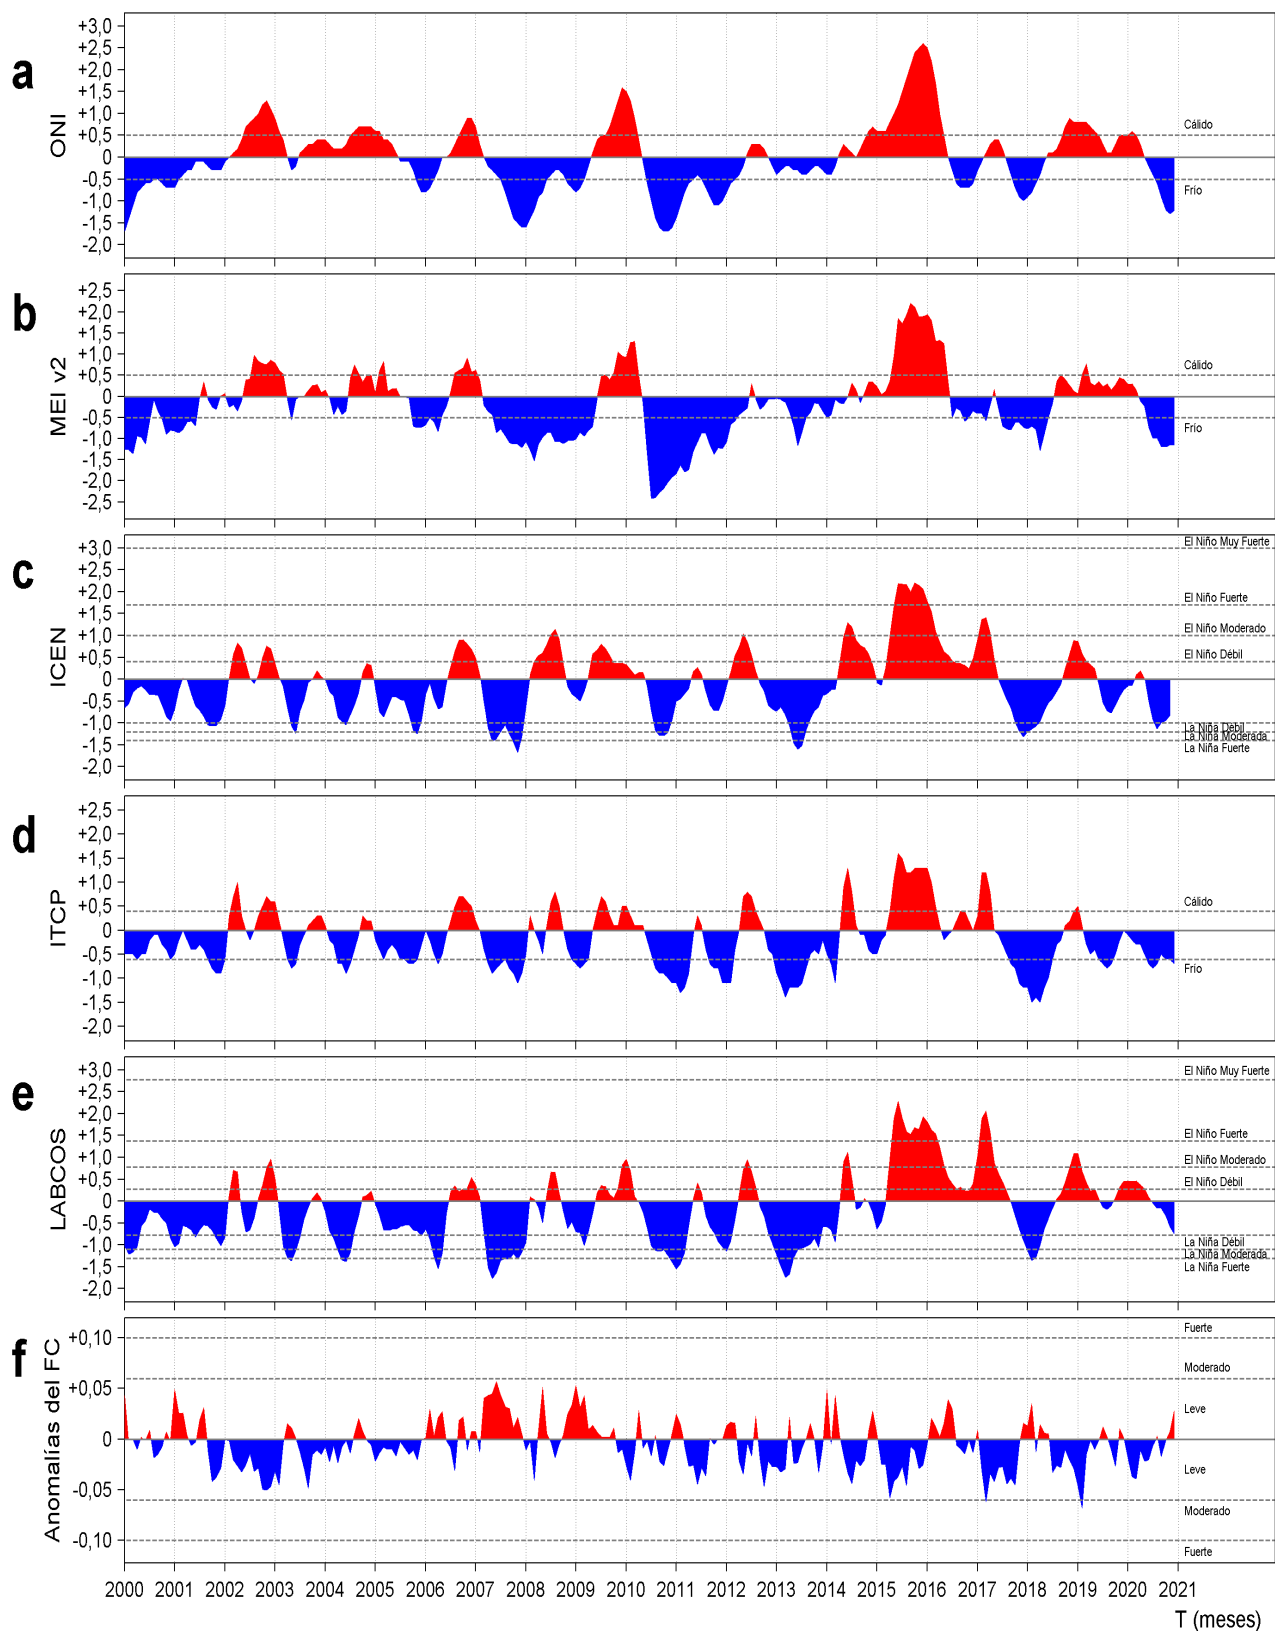 a
ONI
+3,0
+2,5
+2,0
+1,5
+1,0
+0,5
0
-0,5
-1,0
-1,5
-2,0
Cálido
Frío
b
MEI v2
+2,5
+2,0
+1,5
+1,0
+0,5
0
-0,5
-1,0
-1,5
-2,0
-2,5
Cálido
Frío
c
ICEN
+3,0
+2,5
+2,0
+1,5
+1,0
+0,5
0
-0,5
-1,0
-1,5
-2,0
El Niño Muy Fuerte
El Niño Fuerte
El Niño Moderado
El Niño Débil
La Niña Débil
La Niña Moderada
La Niña Fuerte
d
ITCP
+2,5
+2,0
+1,5
+1,0
+0,5
0
-0,5
-1,0
-1,5
-2,0
Cálido
Frío
e
LABCOS
+3,0
+2,5
+2,0
+1,5
+1,0
+0,5
0
-0,5
-1,0
-1,5
-2,0
El Niño Muy Fuerte
El Niño Fuerte
El Niño Moderado
El Niño Débil
La Niña Débil
La Niña Moderada
La Niña Fuerte
f
Anomalías del FC
+0,10
+0,05
0
-0,05
-0,10
Fuerte
Moderado
Leve
Leve
Moderado
Fuerte
2000 2001 2002 2003 2004 2005 2006 2007 2008 2009 2010 2011 2012 2013 2014 2015 2016 2017 2018 2019 2020 2021
T (meses)